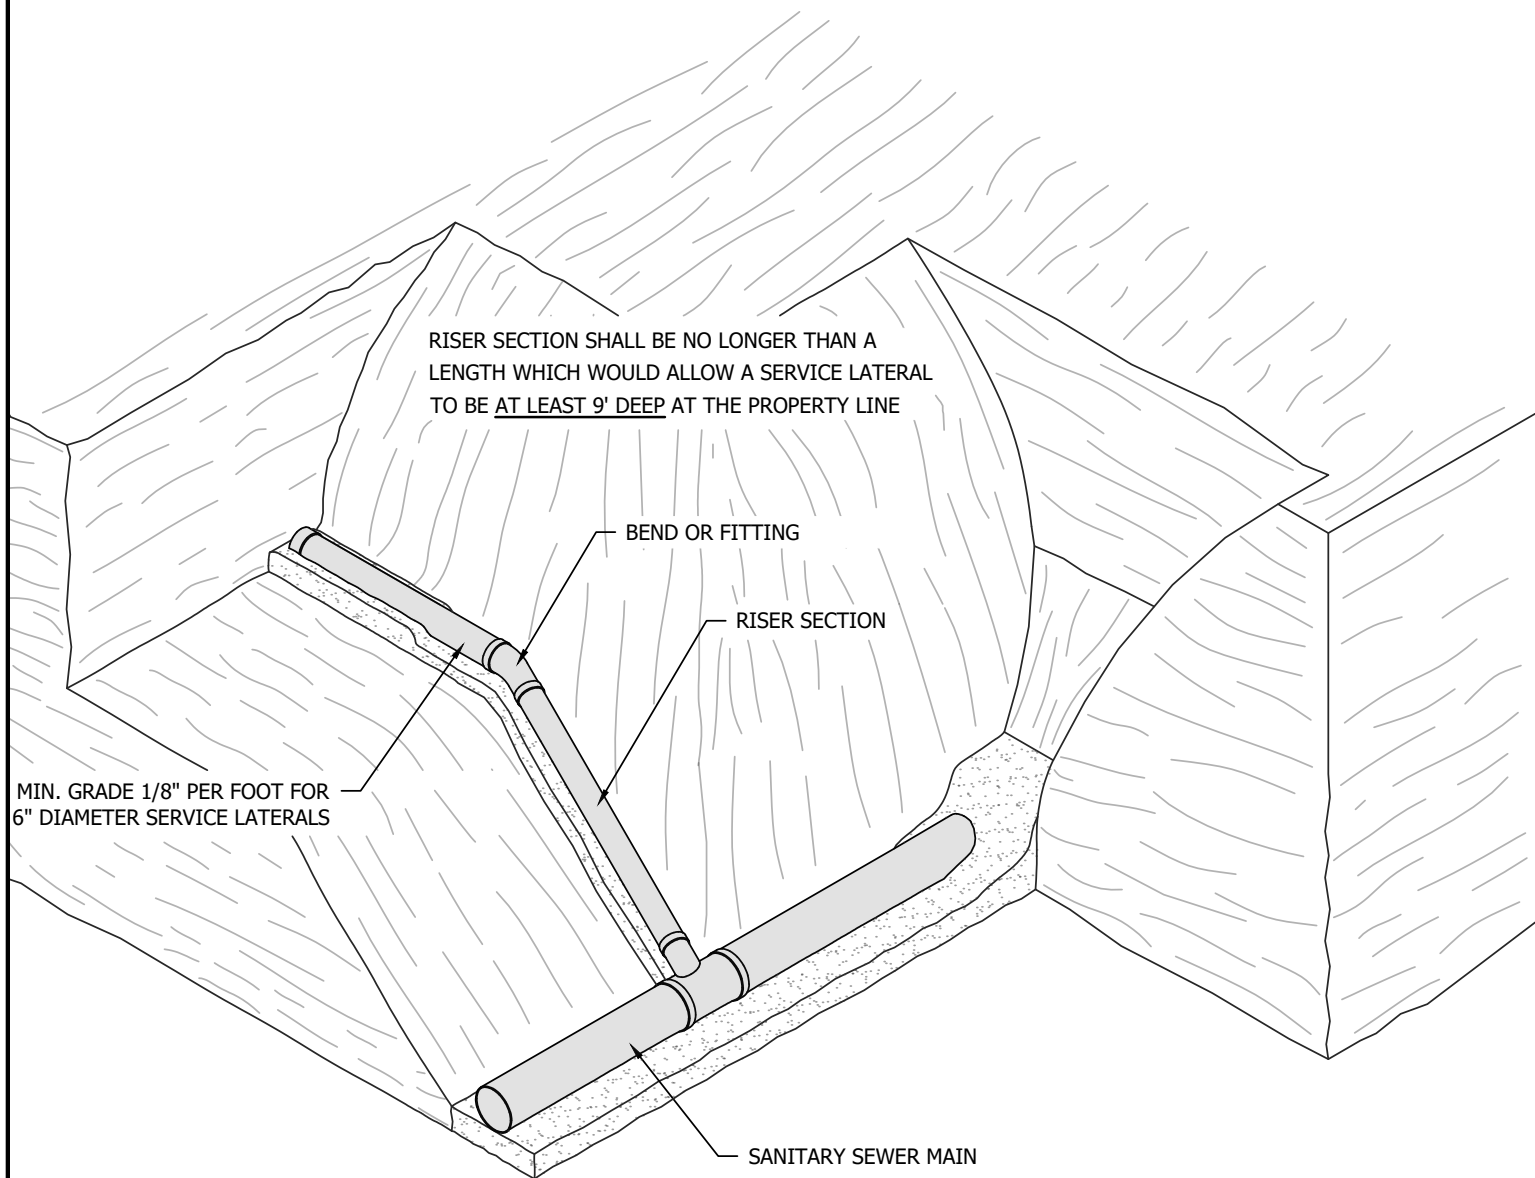 RISER SECTION SHALL BE NO LONGER THAN A
LENGTH WHICH WOULD ALLOW A SERVICE LATERAL
TO BE AT LEAST 9' DEEP AT THE PROPERTY LINE
BEND OR FITTING
RISER SECTION
MIN. GRADE 1/8" PER FOOT FOR
6" DIAMETER SERVICE LATERALS
SANITARY SEWER MAIN